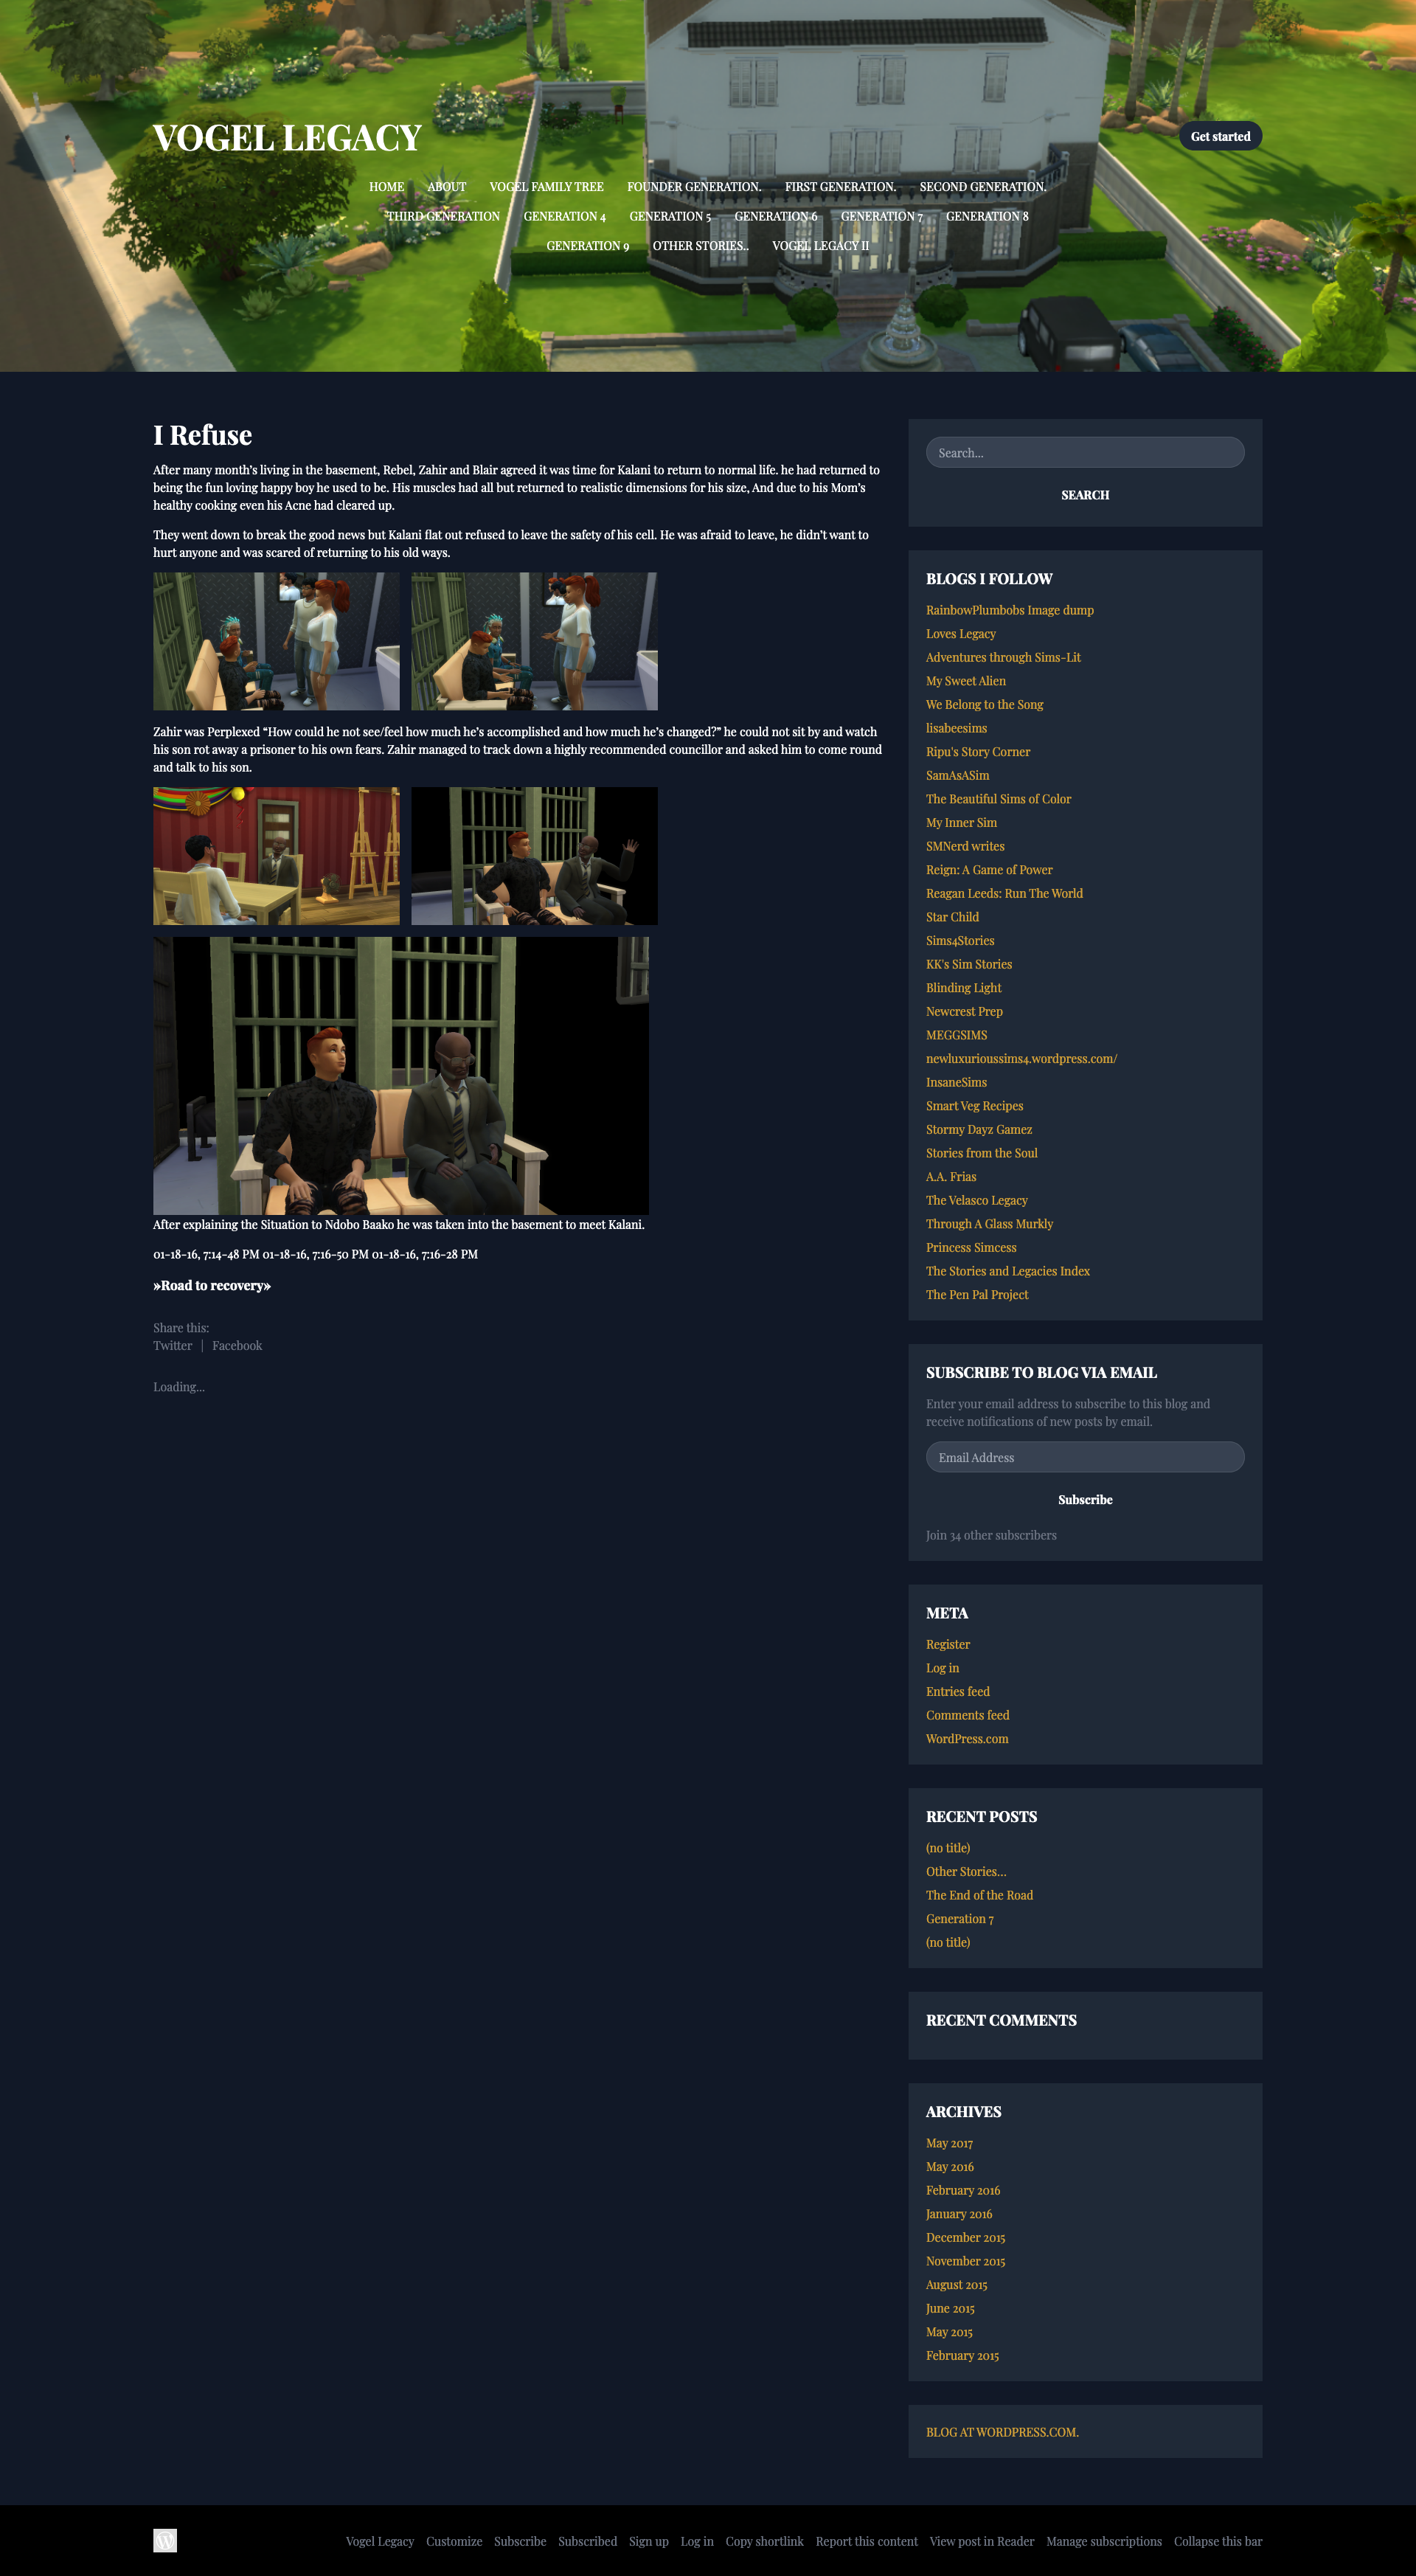 VOGEL LEGACY
Get started
HOME ABOUT VOGEL FAMILY TREE FOUNDER GENERATION. FIRST GENERATION. SECOND GENERATION.
THIRD GENERATION GENERATION 4 GENERATION 5 GENERATION 6 GENERATION 7 GENERATION 8
GENERATION 9 OTHER STORIES.. VOGEL LEGACY II
I Refuse
After many month's living in the basement, Rebel, Zahir and Blair agreed it was time for Kalani to return to normal life. he had returned to
being the fun loving happy boy he used to be. His muscles had all but returned to realistic dimensions for his size, And due to his Mom's
healthy cooking even his Acne had cleared up.
They went down to break the good news but Kalani flat out refused to leave the safety of his cell. He was afraid to leave, he didn't want to
hurt anyone and was scared of returning to his old ways.
Zahir was Perplexed “How could he not see/feel how much he's accomplished and how much he's changed?” he could not sit by and watch
his son rot away a prisoner to his own fears. Zahir managed to track down a highly recommended councillor and asked him to come round
and talk to his son.
After explaining the Situation to Ndobo Baako he was taken into the basement to meet Kalani.
01-18-16, 7:14-48 PM 01-18-16, 7:16-50 PM 01-18-16, 7:16-28 PM
»Road to recovery»
Share this:
Twitter | Facebook
Loading...
Search...
SEARCH
BLOGS I FOLLOW
RainbowPlumbobs Image dump
Loves Legacy
Adventures through Sims-Lit
My Sweet Alien
We Belong to the Song
lisabeesims
Ripu's Story Corner
SamAsASim
The Beautiful Sims of Color
My Inner Sim
SMNerd writes
Reign: A Game of Power
Reagan Leeds: Run The World
Star Child
Sims4Stories
KK's Sim Stories
Blinding Light
Newcrest Prep
MEGGSIMS
newluxurioussims4.wordpress.com/
InsaneSims
Smart Veg Recipes
Stormy Dayz Gamez
Stories from the Soul
A.A. Frias
The Velasco Legacy
Through A Glass Murkly
Princess Simcess
The Stories and Legacies Index
The Pen Pal Project
SUBSCRIBE TO BLOG VIA EMAIL
Enter your email address to subscribe to this blog and
receive notifications of new posts by email.
Email Address
Subscribe
Join 34 other subscribers
META
Register
Log in
Entries feed
Comments feed
WordPress.com
RECENT POSTS
(no title)
Other Stories...
The End of the Road
Generation 7
(no title)
RECENT COMMENTS
ARCHIVES
May 2017
May 2016
February 2016
January 2016
December 2015
November 2015
August 2015
June 2015
May 2015
February 2015
BLOG AT WORDPRESS.COM.
Vogel Legacy Customize Subscribe Subscribed Sign up Log in Copy shortlink Report this content View post in Reader Manage subscriptions Collapse this bar